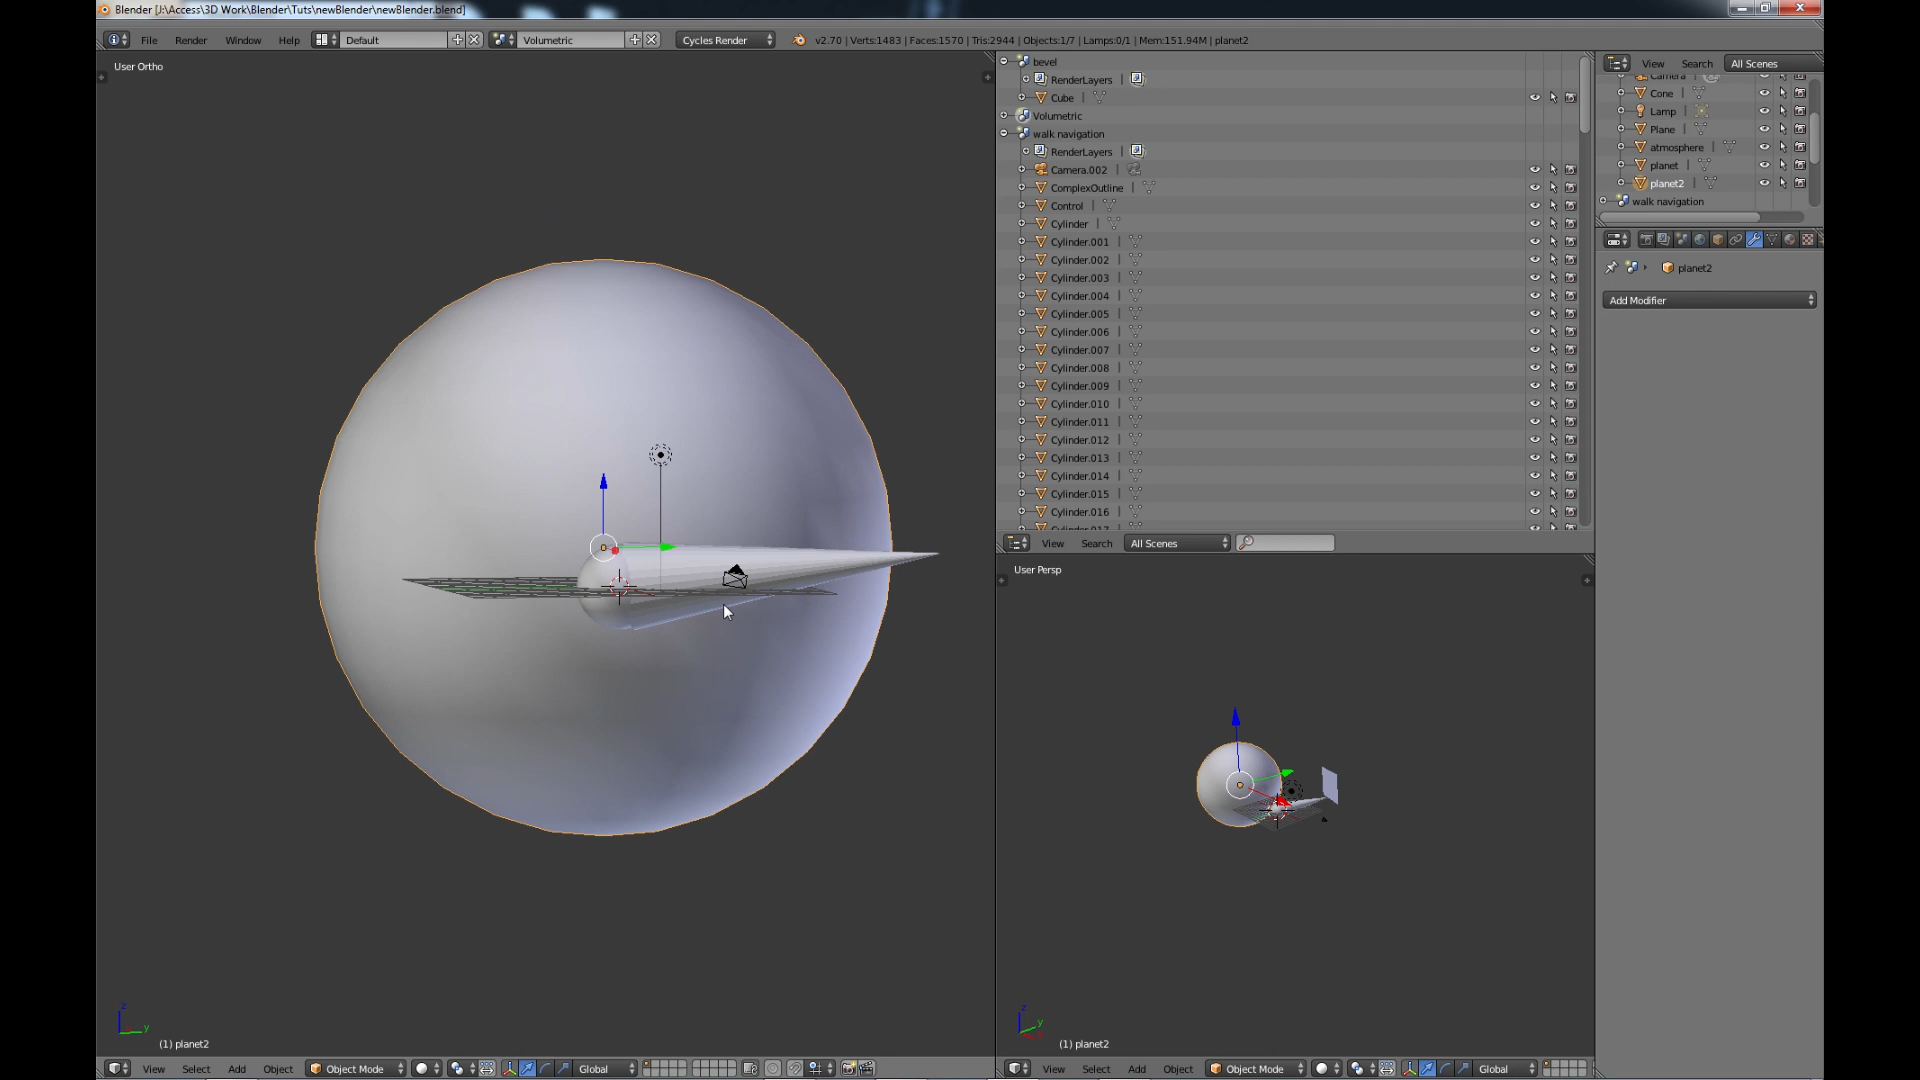 Blender [J:\Access\3D Work\Blender\Tuts\newBlender\newBlender.blend]
File Render Window Help Default Volumetric Cycles Render v2.70 | Verts:1483 | Faces:1570 | Tris:2944 | Objects:1/7 | Lamps:0/1 | Mem:151.94M | planet2
User Ortho
z
y
(1) planet2
View Select Add Object Object Mode Global
bevel
RenderLayers |
Cube |
Volumetric
walk navigation
RenderLayers |
Camera.002 |
ComplexOutline |
Control |
Cylinder |
Cylinder.001 |
Cylinder.002 |
Cylinder.003 |
Cylinder.004 |
Cylinder.005 |
Cylinder.006 |
Cylinder.007 |
Cylinder.008 |
Cylinder.009 |
Cylinder.010 |
Cylinder.011 |
Cylinder.012 |
Cylinder.013 |
Cylinder.014 |
Cylinder.015 |
Cylinder.016 |
Cylinder.017 |
View Search All Scenes
User Persp
z
y
(1) planet2
View Select Add Object Object Mode Global
View Search All Scenes
Camera |
Cone |
Lamp |
Plane |
atmosphere |
planet |
planet2 |
walk navigation
planet2
Add Modifier